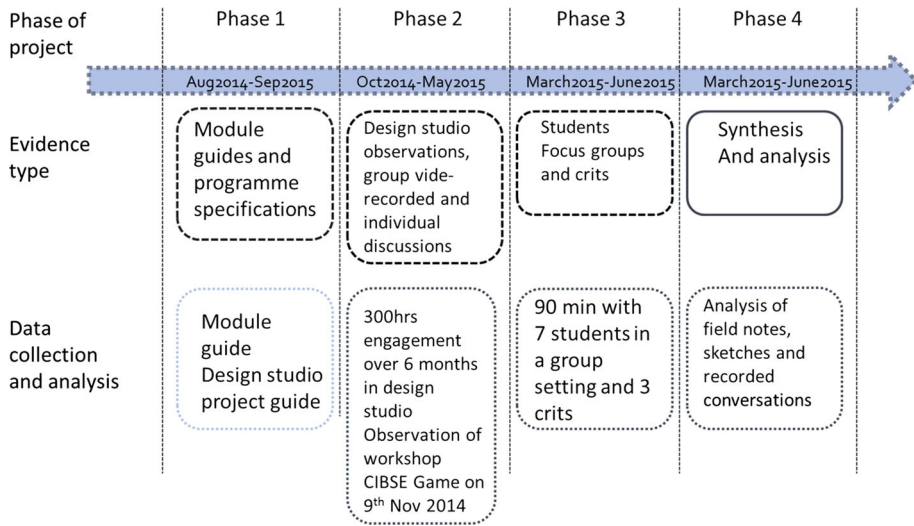 Phase of
project
Phase 1
Phase 2
Phase 3
Phase 4
Aug2014-Sep2015
Oct2014-May2015
March2015-June2015
March2015-June2015
Evidence
type
Module
guides and
programme
specifications
Design studio
observations,
group vide-
recorded and
individual
discussions
Students
Focus groups
and crits
Synthesis
And analysis
Data
collection
and analysis
Module
guide
Design studio
project guide
300hrs
engagement
over 6 months
in design
studio
Observation of
workshop
CIBSE Game on
9th Nov 2014
90 min with
7 students in
a group
setting and 3
crits
Analysis of
field notes,
sketches and
recorded
conversations